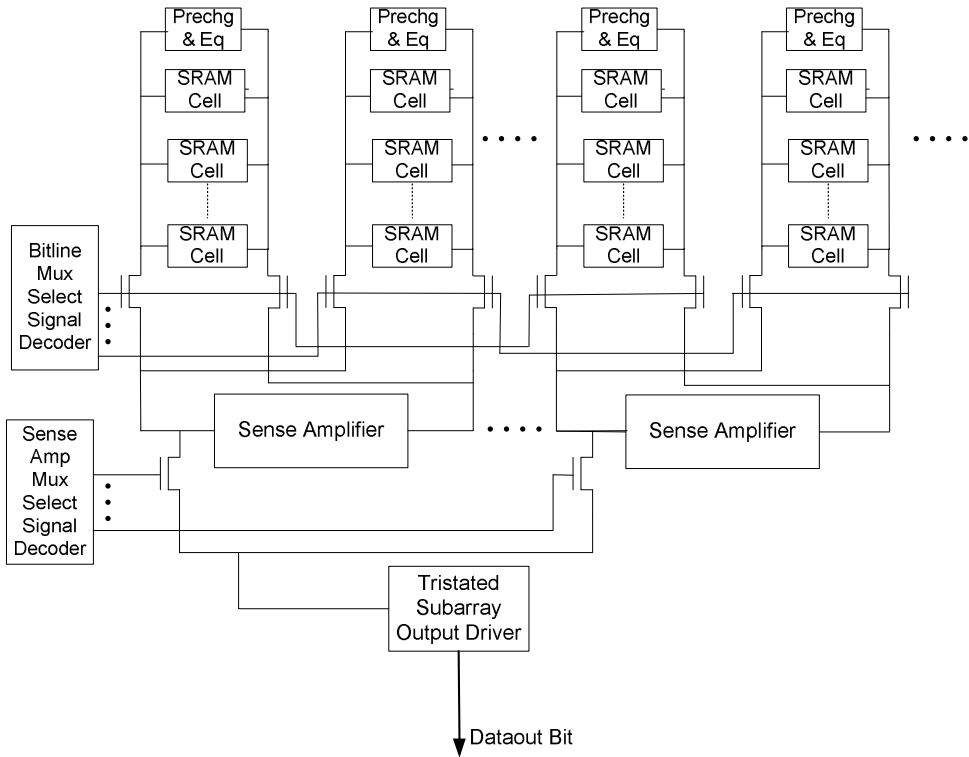 Prechg
& Eq
Prechg
& Eq
Prechg
& Eq
Prechg
& Eq
SRAM
Cell
SRAM
Cell
SRAM
Cell
SRAM
Cell
SRAM
Cell
SRAM
Cell
SRAM
Cell
SRAM
Cell
SRAM
Cell
SRAM
Cell
SRAM
Cell
SRAM
Cell
Bitline
Mux
Select
Signal
Decoder
Sense Amplifier
Sense Amplifier
Sense
Amp
Mux
Select
Signal
Decoder
Tristated
Subarray
Output Driver
Dataout Bit